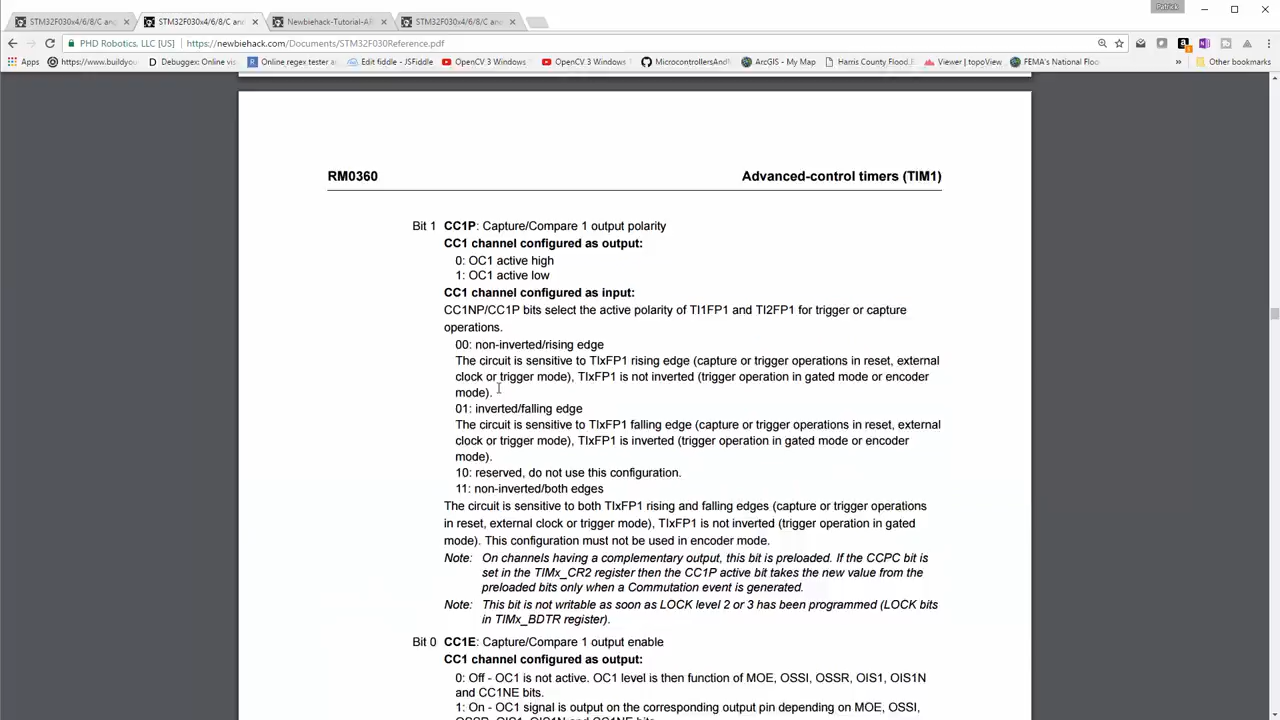 Patrick
STM32F030x4/6/8/C an
STM32F030x4/6/8/C and
Newbiehack-Tutorial-AR
STM32F030x4/6/8/C and
PHD Robotics, LLC [US]
https://newbiehack.com/Documents/STM32F030Reference.pdf
Apps
https://www.buildyou
Debuggex: Online vis
Online regex tester a
Edit fiddle - JSFiddle
OpenCV 3 Windows
OpenCV 3 Windows
MicrocontrollersAnd
ArcGIS - My Map
Harris County Flood
Viewer | topoView
FEMA's National Floo
»
Other bookmarks
RM0360
Advanced-control timers (TIM1)
Bit 1 CC1P: Capture/Compare 1 output polarity
CC1 channel configured as output:
0: OC1 active high
1: OC1 active low
CC1 channel configured as input:
CC1NP/CC1P bits select the active polarity of TI1FP1 and TI2FP1 for trigger or capture
operations.
00: non-inverted/rising edge
The circuit is sensitive to TIxFP1 rising edge (capture or trigger operations in reset, external
clock or trigger mode), TIxFP1 is not inverted (trigger operation in gated mode or encoder
mode).
01: inverted/falling edge
The circuit is sensitive to TIxFP1 falling edge (capture or trigger operations in reset, external
clock or trigger mode), TIxFP1 is inverted (trigger operation in gated mode or encoder
mode).
10: reserved, do not use this configuration.
11: non-inverted/both edges
The circuit is sensitive to both TIxFP1 rising and falling edges (capture or trigger operations
in reset, external clock or trigger mode), TIxFP1 is not inverted (trigger operation in gated
mode). This configuration must not be used in encoder mode.
Note: On channels having a complementary output, this bit is preloaded. If the CCPC bit is
set in the TIMx_CR2 register then the CC1P active bit takes the new value from the
preloaded bits only when a Commutation event is generated.
Note: This bit is not writable as soon as LOCK level 2 or 3 has been programmed (LOCK bits
in TIMx_BDTR register).
Bit 0 CC1E: Capture/Compare 1 output enable
CC1 channel configured as output:
0: Off - OC1 is not active. OC1 level is then function of MOE, OSSI, OSSR, OIS1, OIS1N
and CC1NE bits.
1: On - OC1 signal is output on the corresponding output pin depending on MOE, OSSI,
OSSR, OIS1, OIS1N and CC1NE bits.